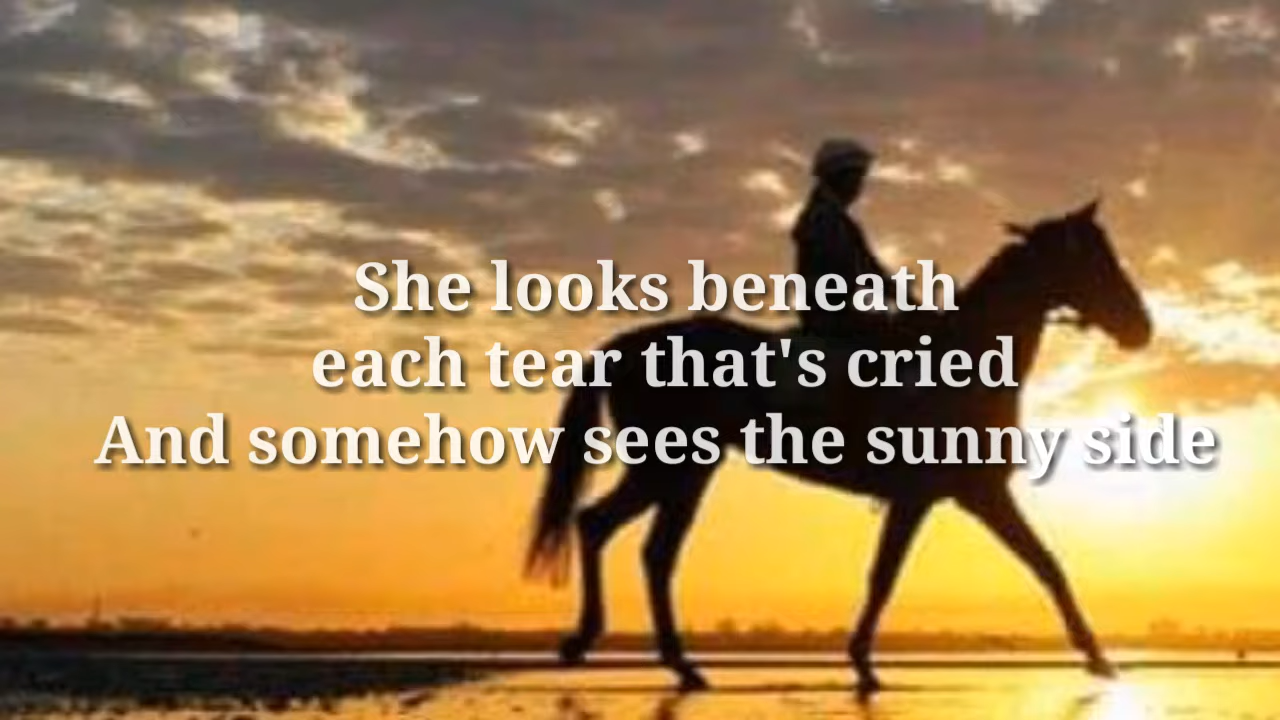 She looks beneath
each tear that's cried
And somehow sees the sunny side